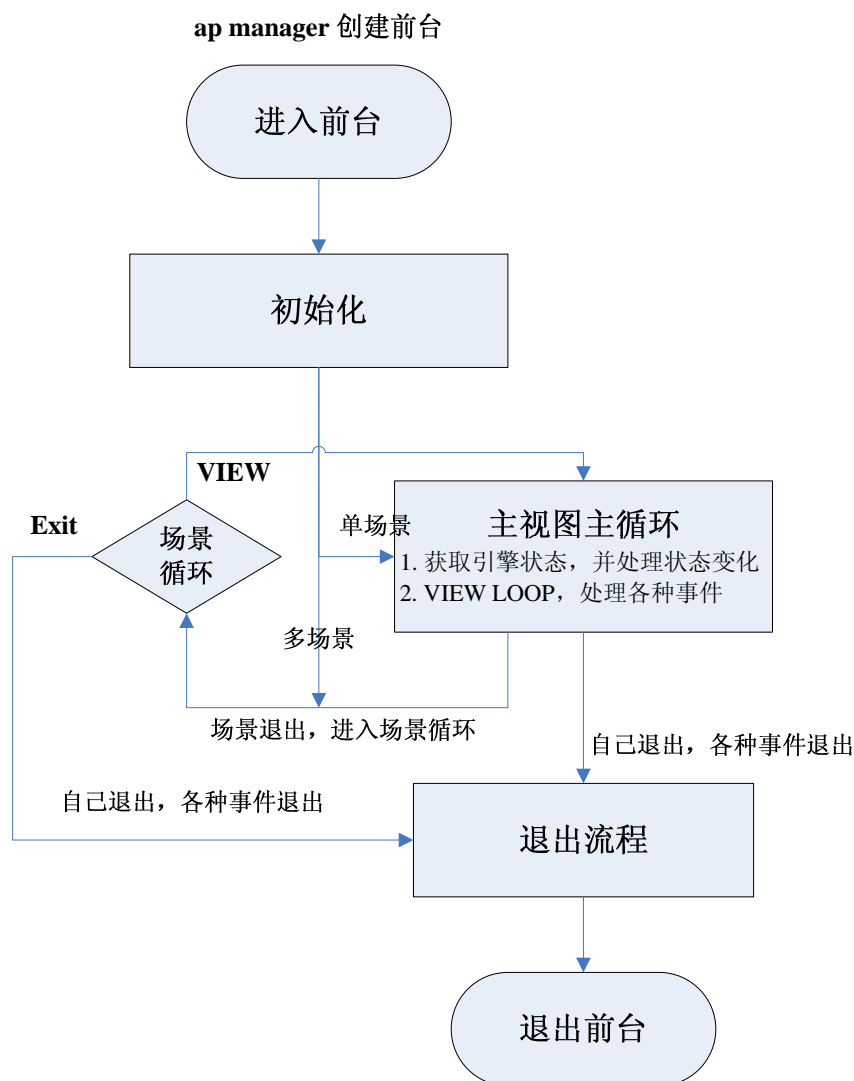 ap manager 创建前台
进入前台
初始化
VIEW
Exit
场景
循环
单场景
主视图主循环
1. 获取引擎状态，并处理状态变化
2. VIEW LOOP，处理各种事件
多场景
场景退出，进入场景循环
自己退出，各种事件退出
自己退出，各种事件退出
退出流程
退出前台